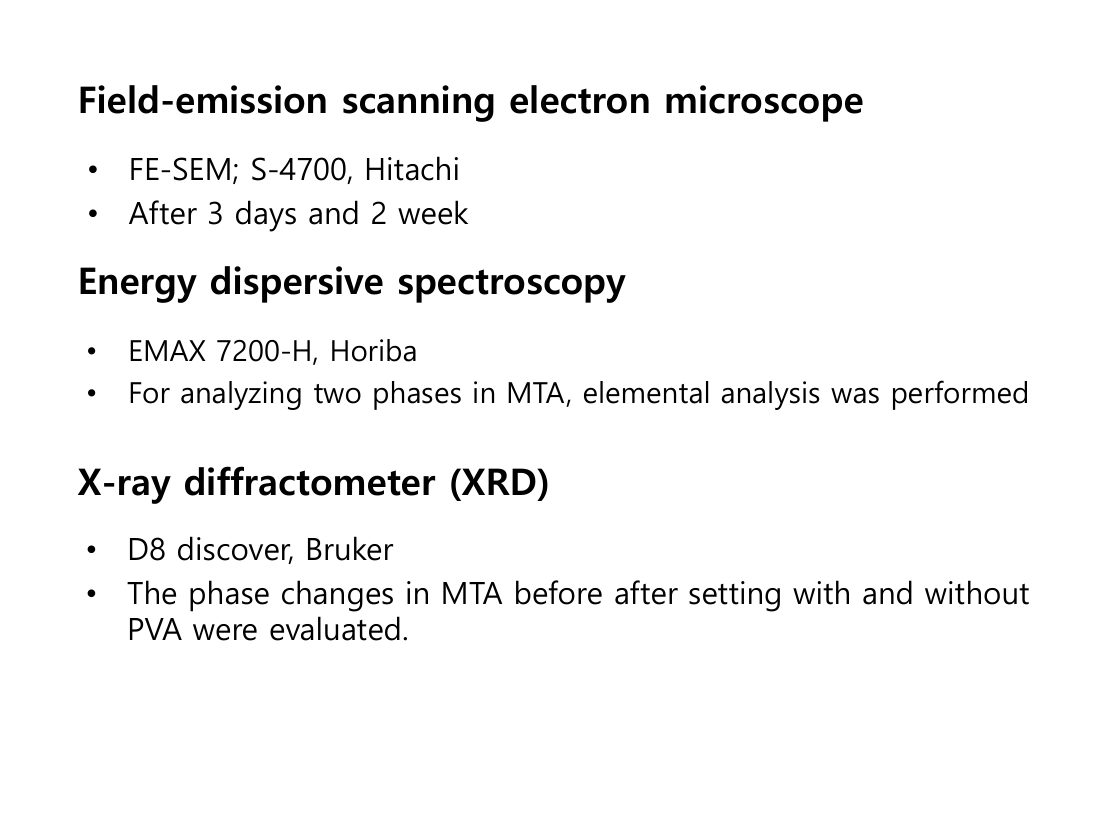 Field-emission scanning electron microscope
• FE-SEM; S-4700, Hitachi
• After 3 days and 2 week
Energy dispersive spectroscopy
• EMAX 7200-H, Horiba
• For analyzing two phases in MTA, elemental analysis was performed
X-ray diffractometer (XRD)
• D8 discover, Bruker
• The phase changes in MTA before after setting with and without
PVA were evaluated.